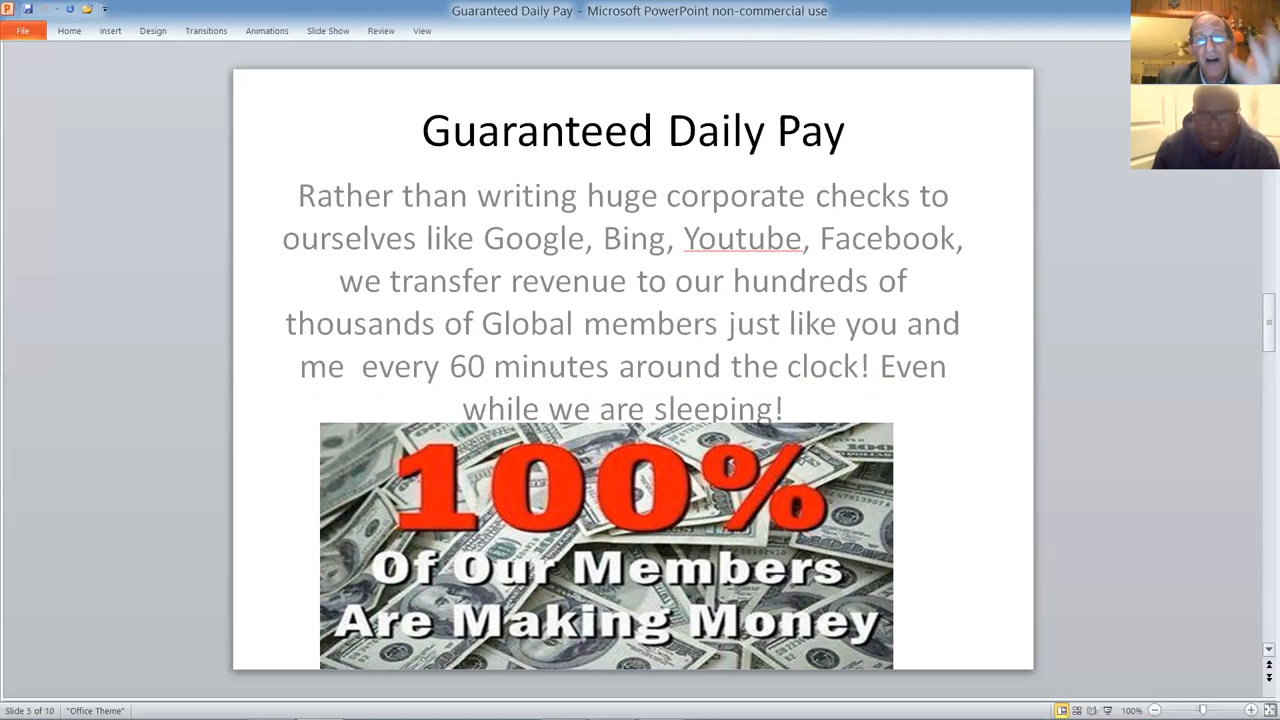 Guaranteed Daily Pay - Microsoft PowerPoint non-commercial use
File Home Insert Design Transitions Animations Slide Show Review View
Guaranteed Daily Pay
Rather than writing huge corporate checks to
ourselves like Google, Bing, Youtube, Facebook,
we transfer revenue to our hundreds of
thousands of Global members just like you and
me every 60 minutes around the clock! Even
while we are sleeping!
100%
Of Our Members
Are Making Money
Slide 5 of 10 "Office Theme" 100%